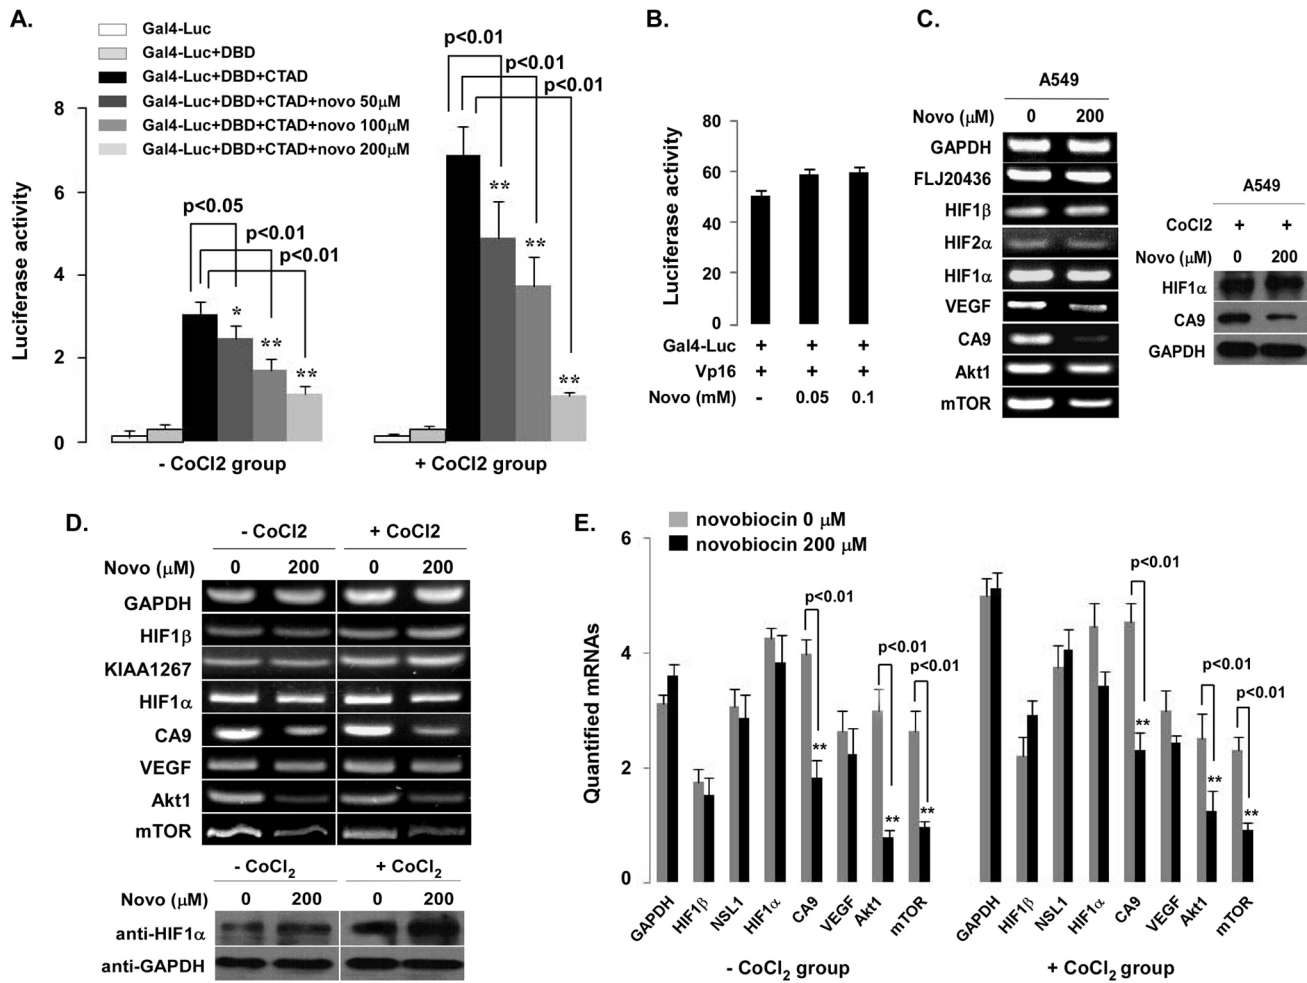 A.
Gal4-Luc
Gal4-Luc+DBD
Gal4-Luc+DBD+CTAD
Gal4-Luc+DBD+CTAD+novo 50μM
Gal4-Luc+DBD+CTAD+novo 100μM
Gal4-Luc+DBD+CTAD+novo 200μM
Luciferase activity
8
6
4
2
0
p<0.05
p<0.01
p<0.01
* ** **
p<0.01
p<0.01
p<0.01
** ** **
- CoCl2 group
+ CoCl2 group
B.
Luciferase activity
80
60
40
20
0
Gal4-Luc + + +
Vp16 + + +
Novo (mM) - 0.05 0.1
C.
A549
Novo (μM) 0 200
GAPDH
FLJ20436
HIF1β
HIF2α
HIF1α
VEGF
CA9
Akt1
mTOR
A549
CoCl2 + +
Novo (μM) 0 200
HIF1α
CA9
GAPDH
D.
- CoCl2 + CoCl2
Novo (μM) 0 200 0 200
GAPDH
HIF1β
KIAA1267
HIF1α
CA9
VEGF
Akt1
mTOR
- CoCl2 + CoCl2
Novo (μM) 0 200 0 200
anti-HIF1α
anti-GAPDH
E.
novobiocin 0 μM
novobiocin 200 μM
Quantified mRNAs
6
4
2
0
p<0.01
p<0.01
p<0.01
** ** **
p<0.01
p<0.01
p<0.01
** ** **
GAPDH HIF1β NSL1 HIF1α CA9 VEGF Akt1 mTOR
GAPDH HIF1β NSL1 HIF1α CA9 VEGF Akt1 mTOR
- CoCl2 group
+ CoCl2 group